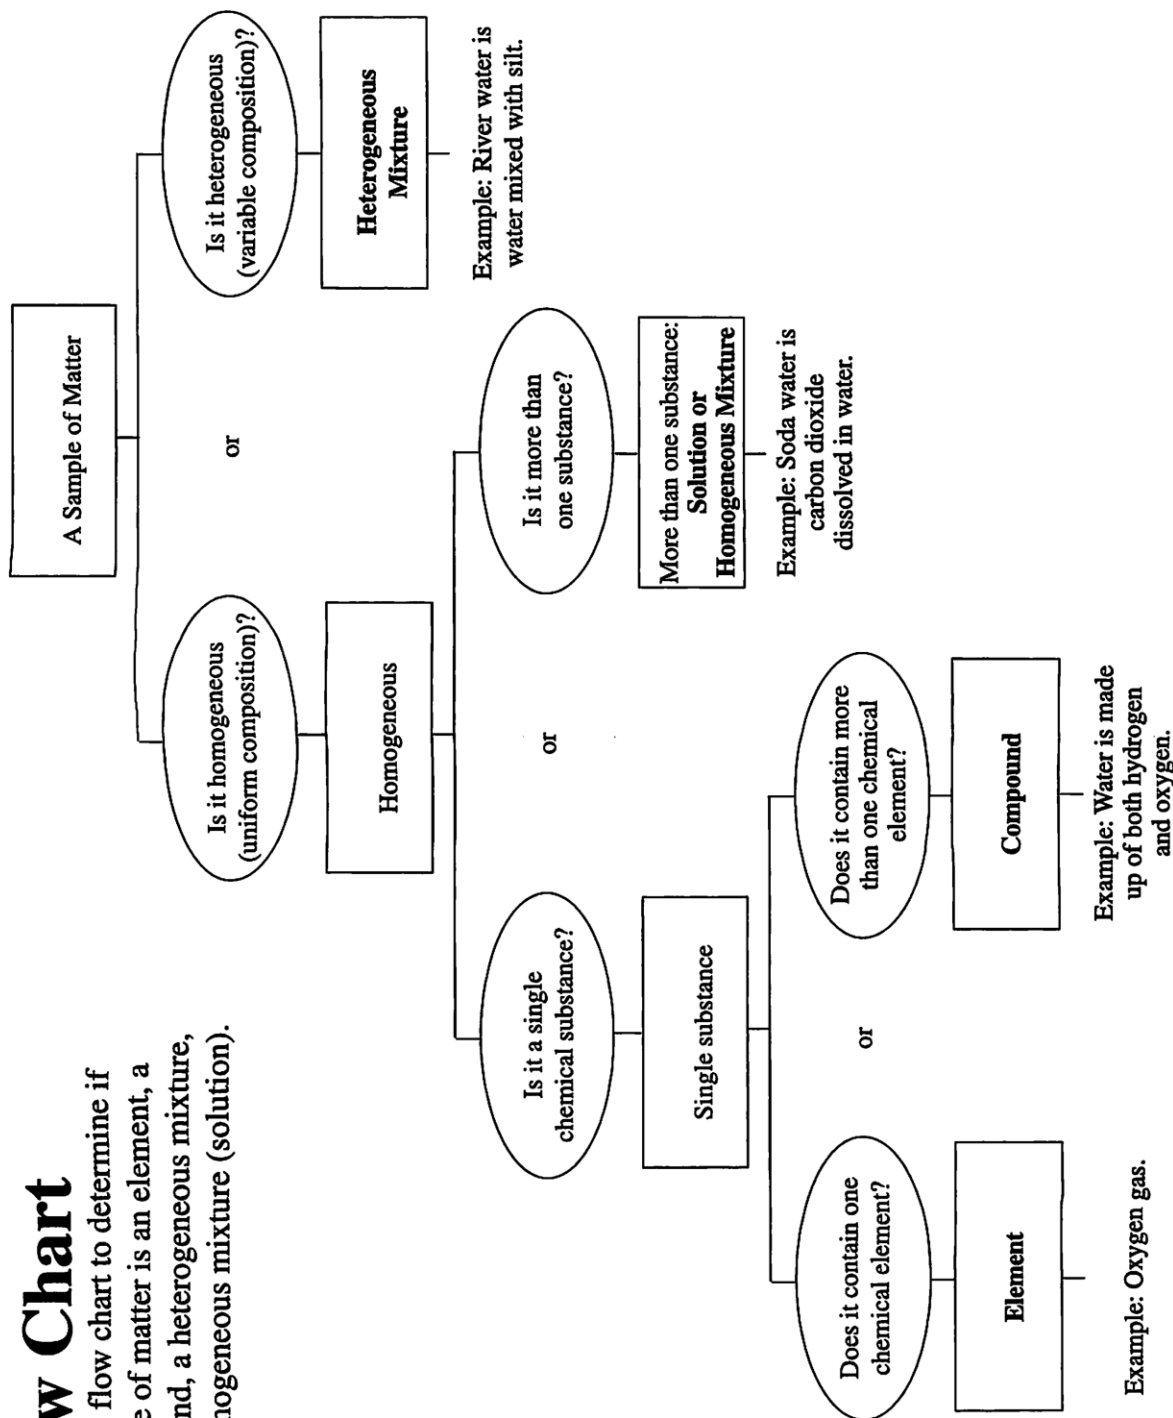 w Chart
flow chart to determine if
e of matter is an element, a
nd, a heterogeneous mixture,
nogeneous mixture (solution).
A Sample of Matter
Is it homogeneous
(uniform composition)?
or
Is it heterogeneous
(variable composition)?
Homogeneous
Heterogeneous
Mixture
Example: River water is
water mixed with silt.
Is it a single
chemical substance?
or
Is it more than
one substance?
Single substance
More than one substance:
Solution or
Homogeneous Mixture
Example: Soda water is
carbon dioxide
dissolved in water.
Does it contain one
chemical element?
or
Does it contain more
than one chemical
element?
Element
Compound
Example: Oxygen gas.
Example: Water is made
up of both hydrogen
and oxygen.